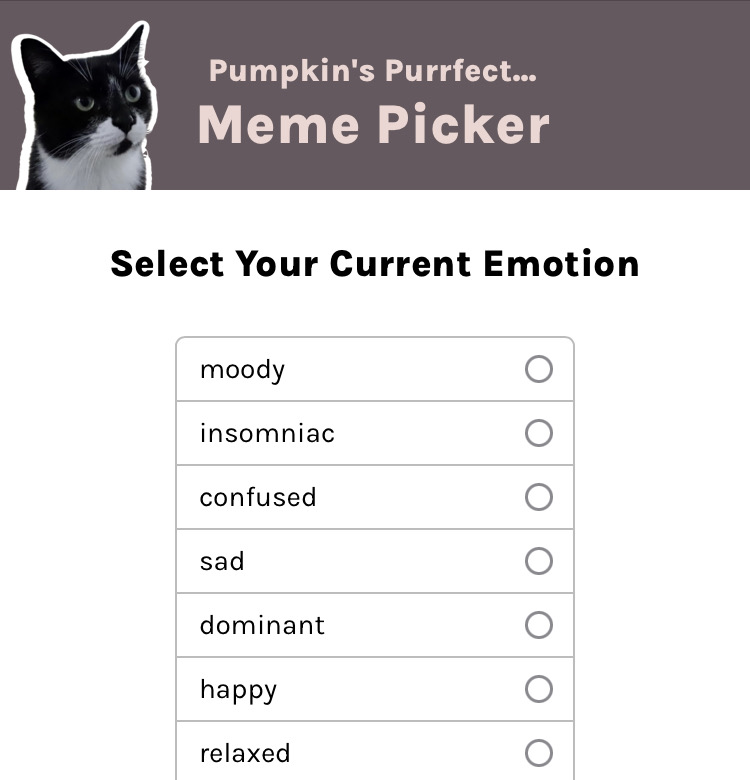 Pumpkin's Purrfect...
Meme Picker
Select Your Current Emotion
moody
insomniac
confused
sad
dominant
happy
relaxed